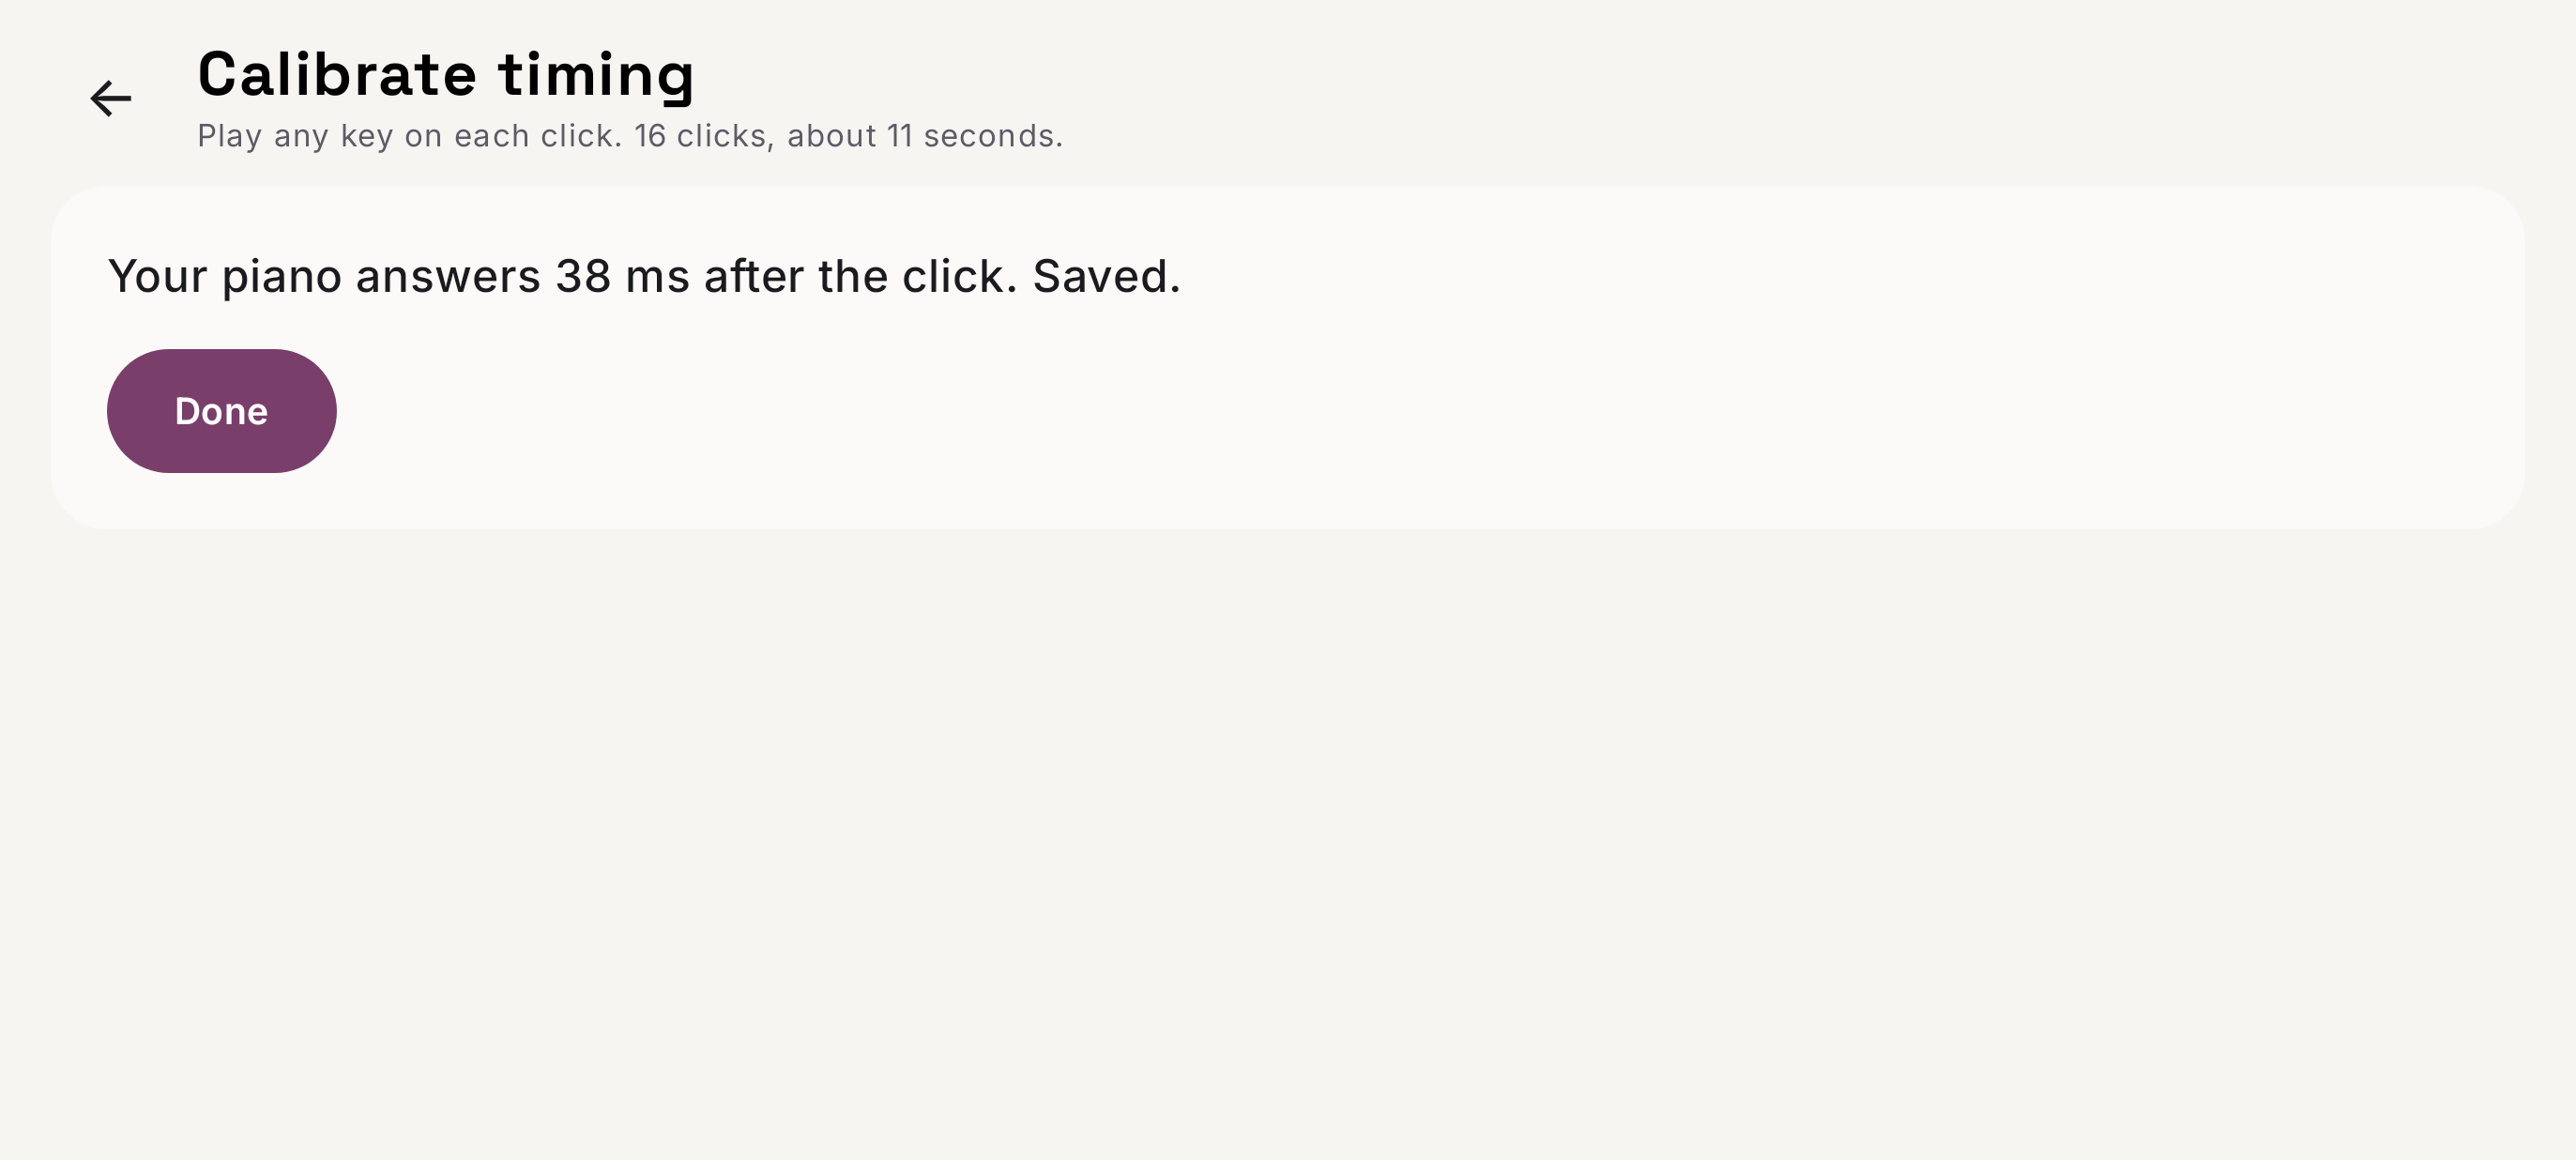 Calibrate timing
Play any key on each click. 16 clicks, about 11 seconds.
Your piano answers 38 ms after the click. Saved.
Done